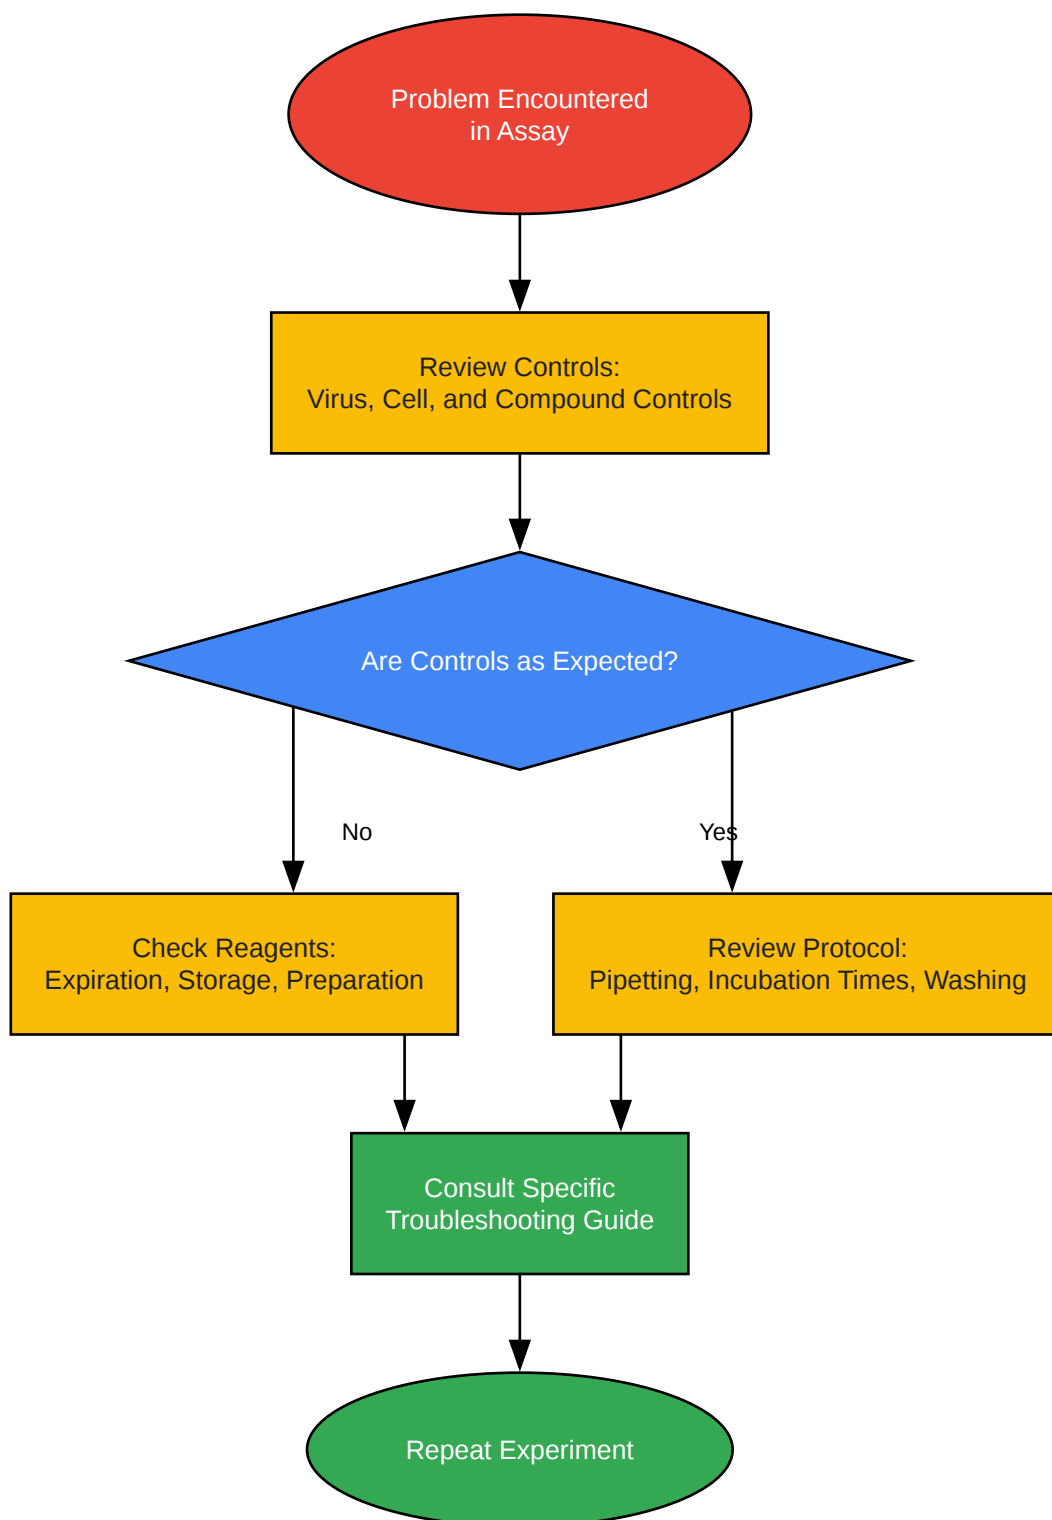 Problem Encountered
in Assay
Review Controls:
Virus, Cell, and Compound Controls
Are Controls as Expected?
No
Yes
Check Reagents:
Expiration, Storage, Preparation
Review Protocol:
Pipetting, Incubation Times, Washing
Consult Specific
Troubleshooting Guide
Repeat Experiment